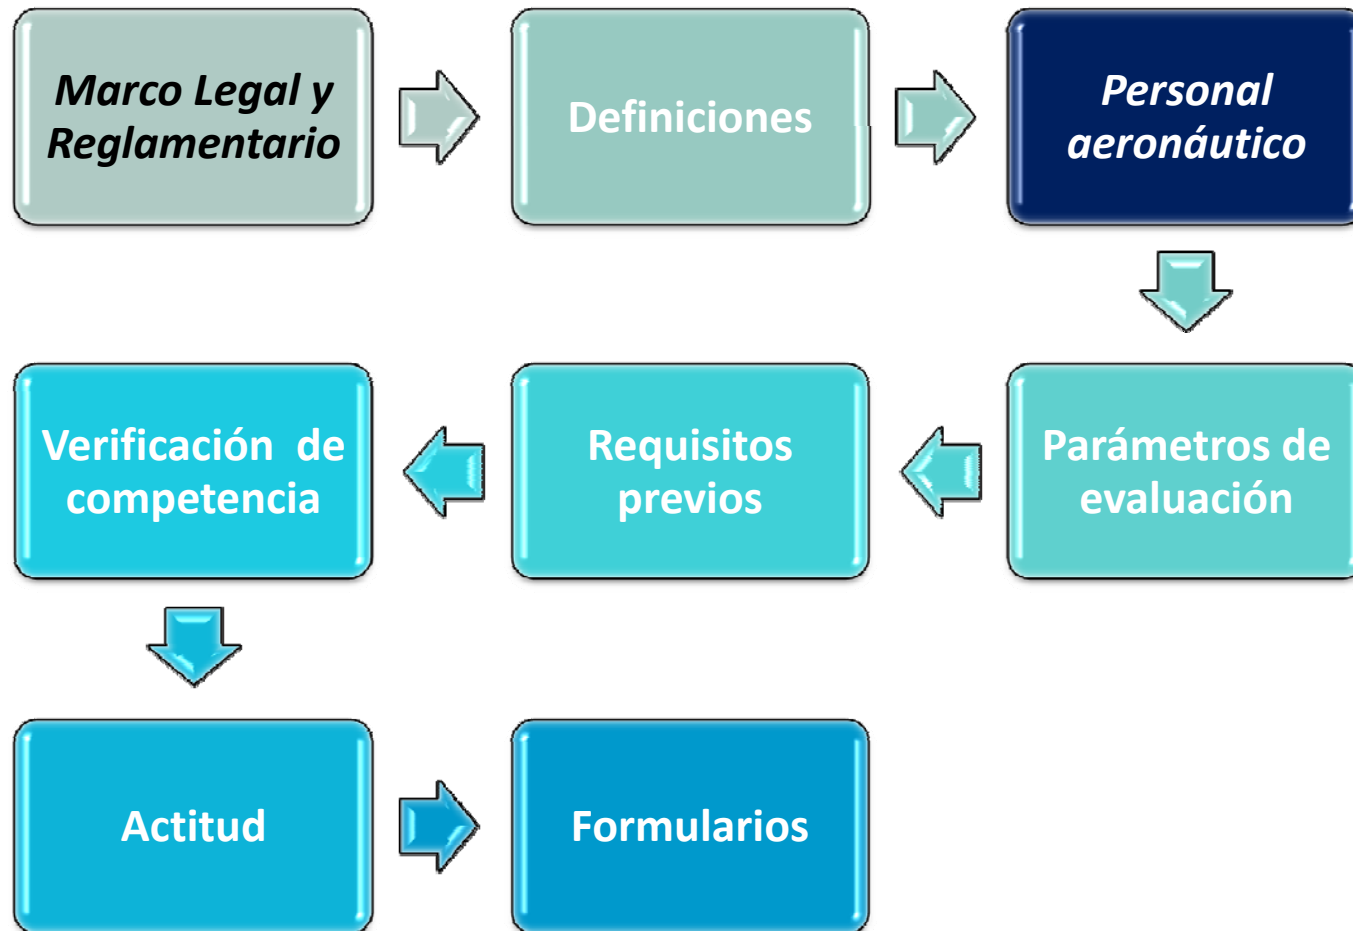 Marco Legal y
Reglamentario
Definiciones
Personal
aeronáutico
Parámetros de
evaluación
Requisitos
previos
Verificación  de
competencia
Actitud
Formularios